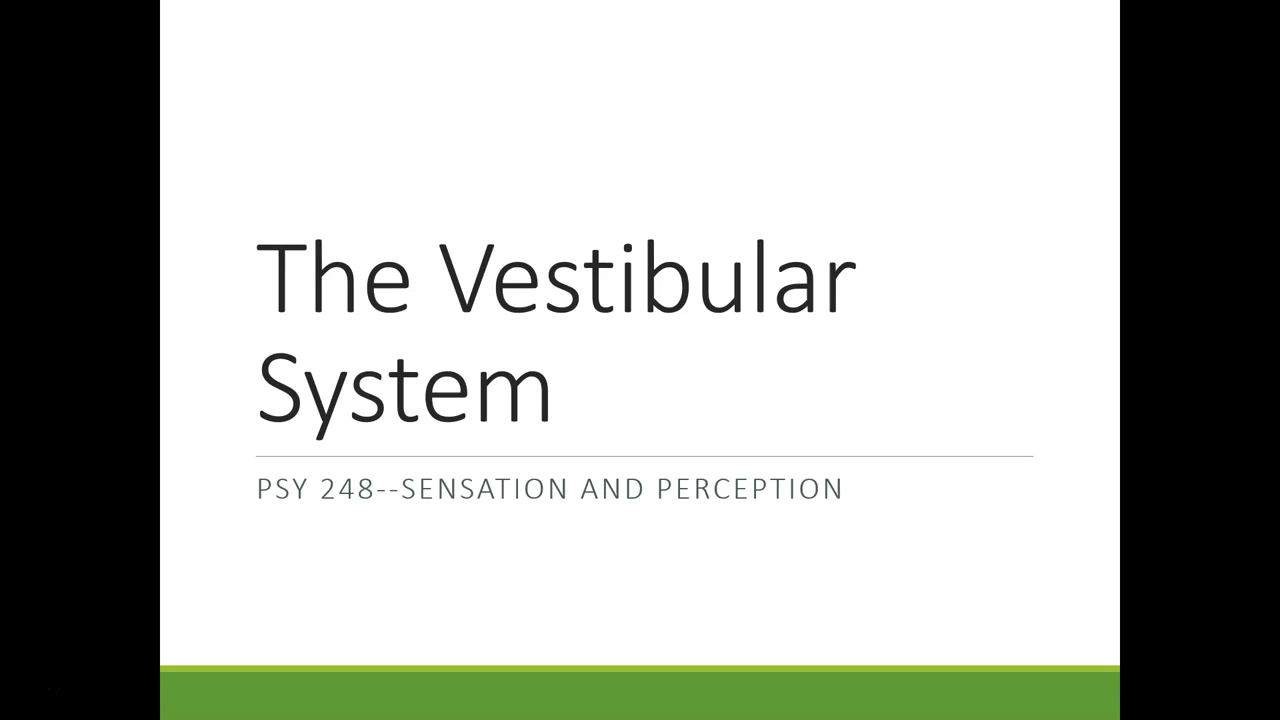 The Vestibular
System
PSY 248--SENSATION AND PERCEPTION